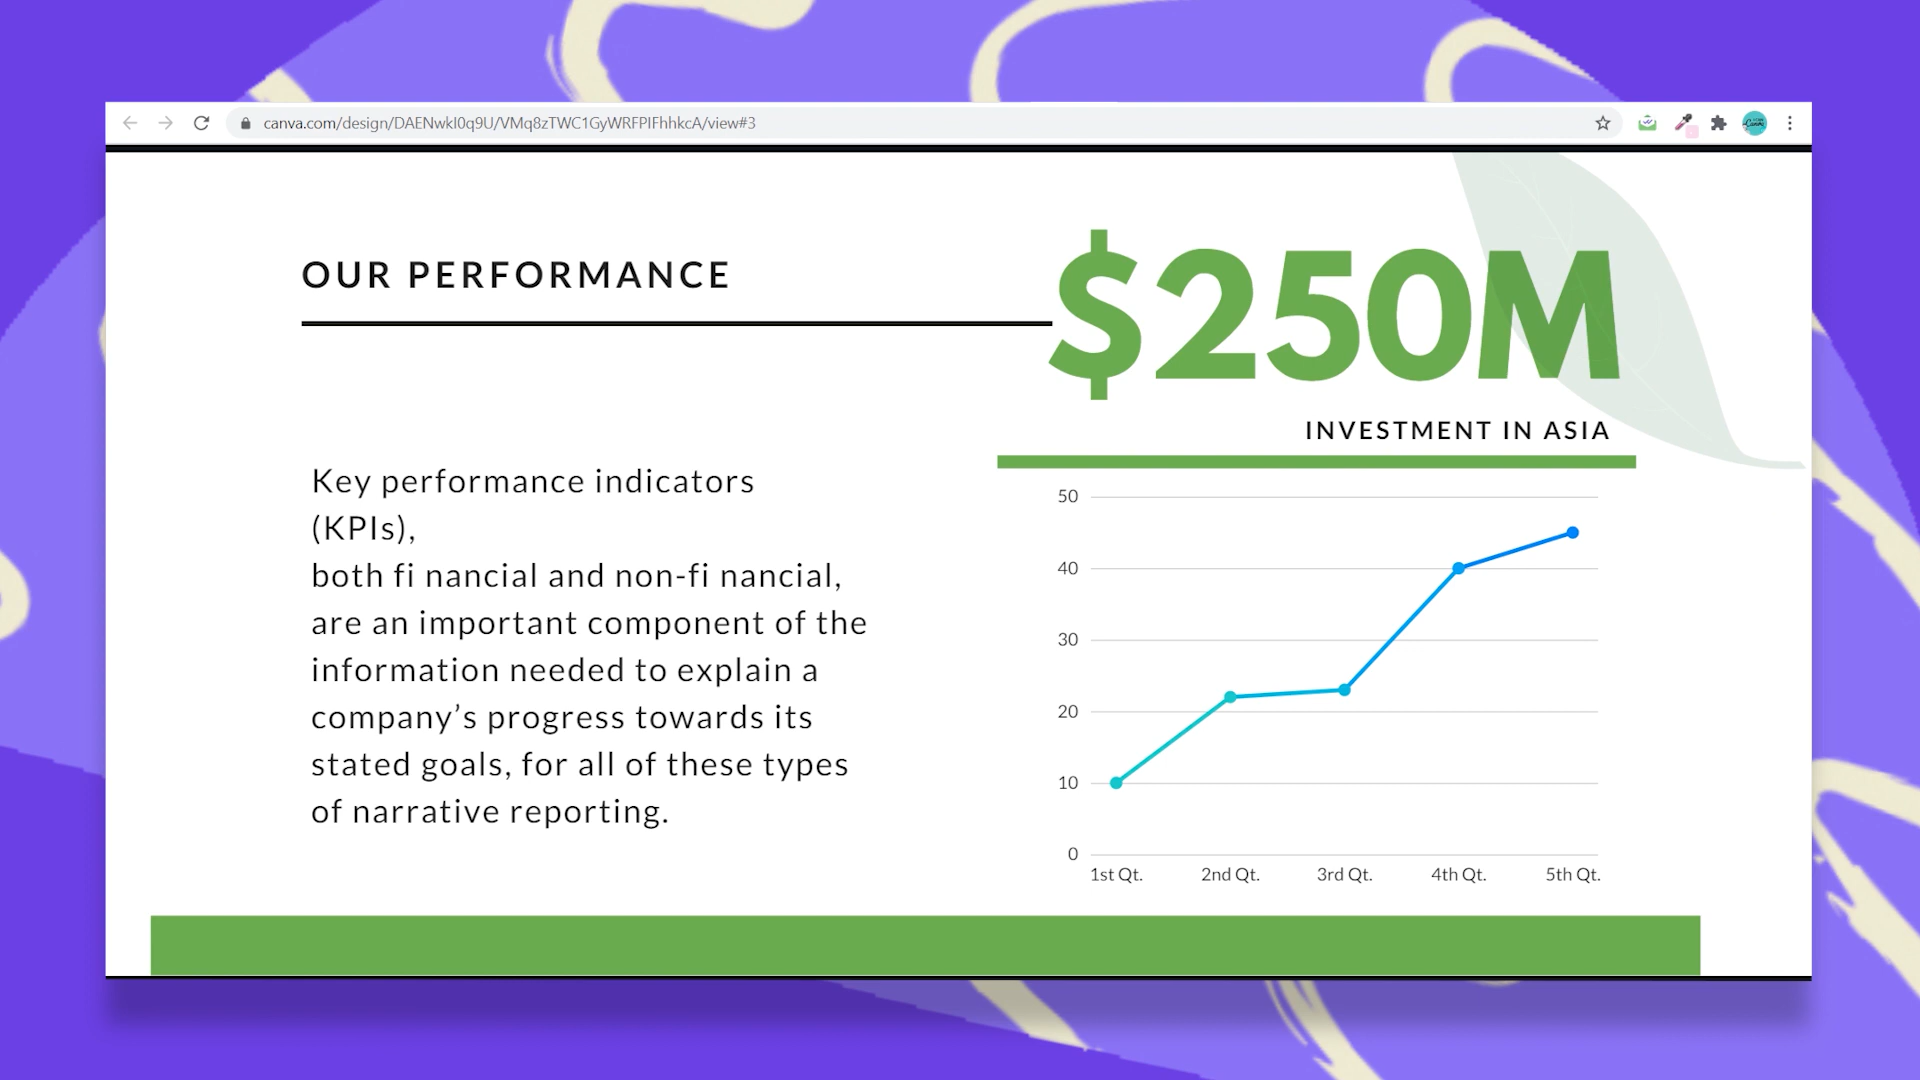 canva.com/design/DAENwkl0q9U/VMq8zTWC1GyWRFPlFhhkcA/view#3
OUR PERFORMANCE
$250M
INVESTMENT IN ASIA
Key performance indicators
(KPIs),
both fi nancial and non-fi nancial,
are an important component of the
information needed to explain a
company’s progress towards its
stated goals, for all of these types
of narrative reporting.
50
40
30
20
10
0
1st Qt. 2nd Qt. 3rd Qt. 4th Qt. 5th Qt.